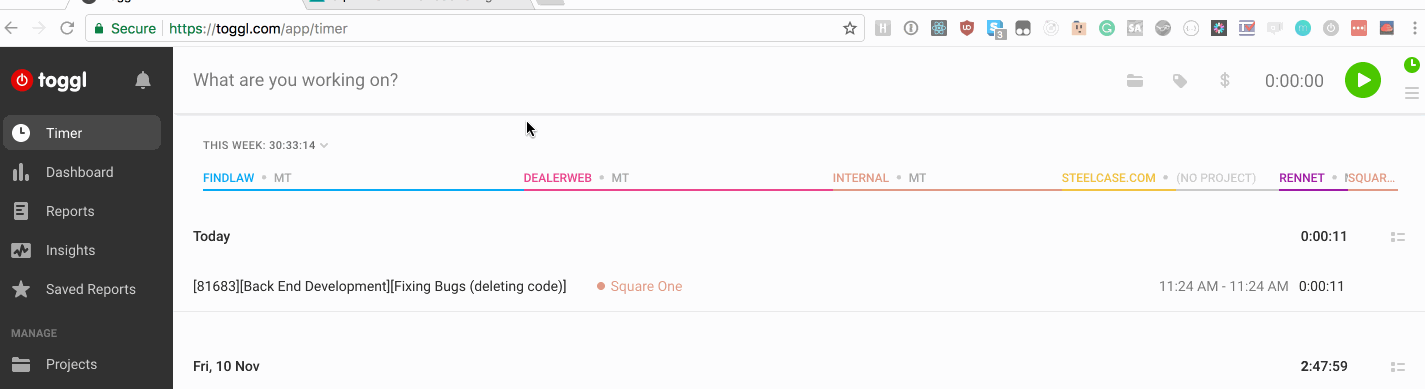 Secure https://toggl.com/app/timer
3
toggl
What are you working on?
$ 0:00:00
Timer
THIS WEEK: 30:33:14
Dashboard
FINDLAW • MT DEALERWEB • MT INTERNAL • MT STEELCASE.COM • (NO PROJECT) RENNET • SQUAR...
Reports
Today 0:00:11
Insights
Saved Reports
[81683][Back End Development][Fixing Bugs (deleting code)] Square One 11:24 AM - 11:24 AM 0:00:11
MANAGE
Projects
Fri, 10 Nov 2:47:59